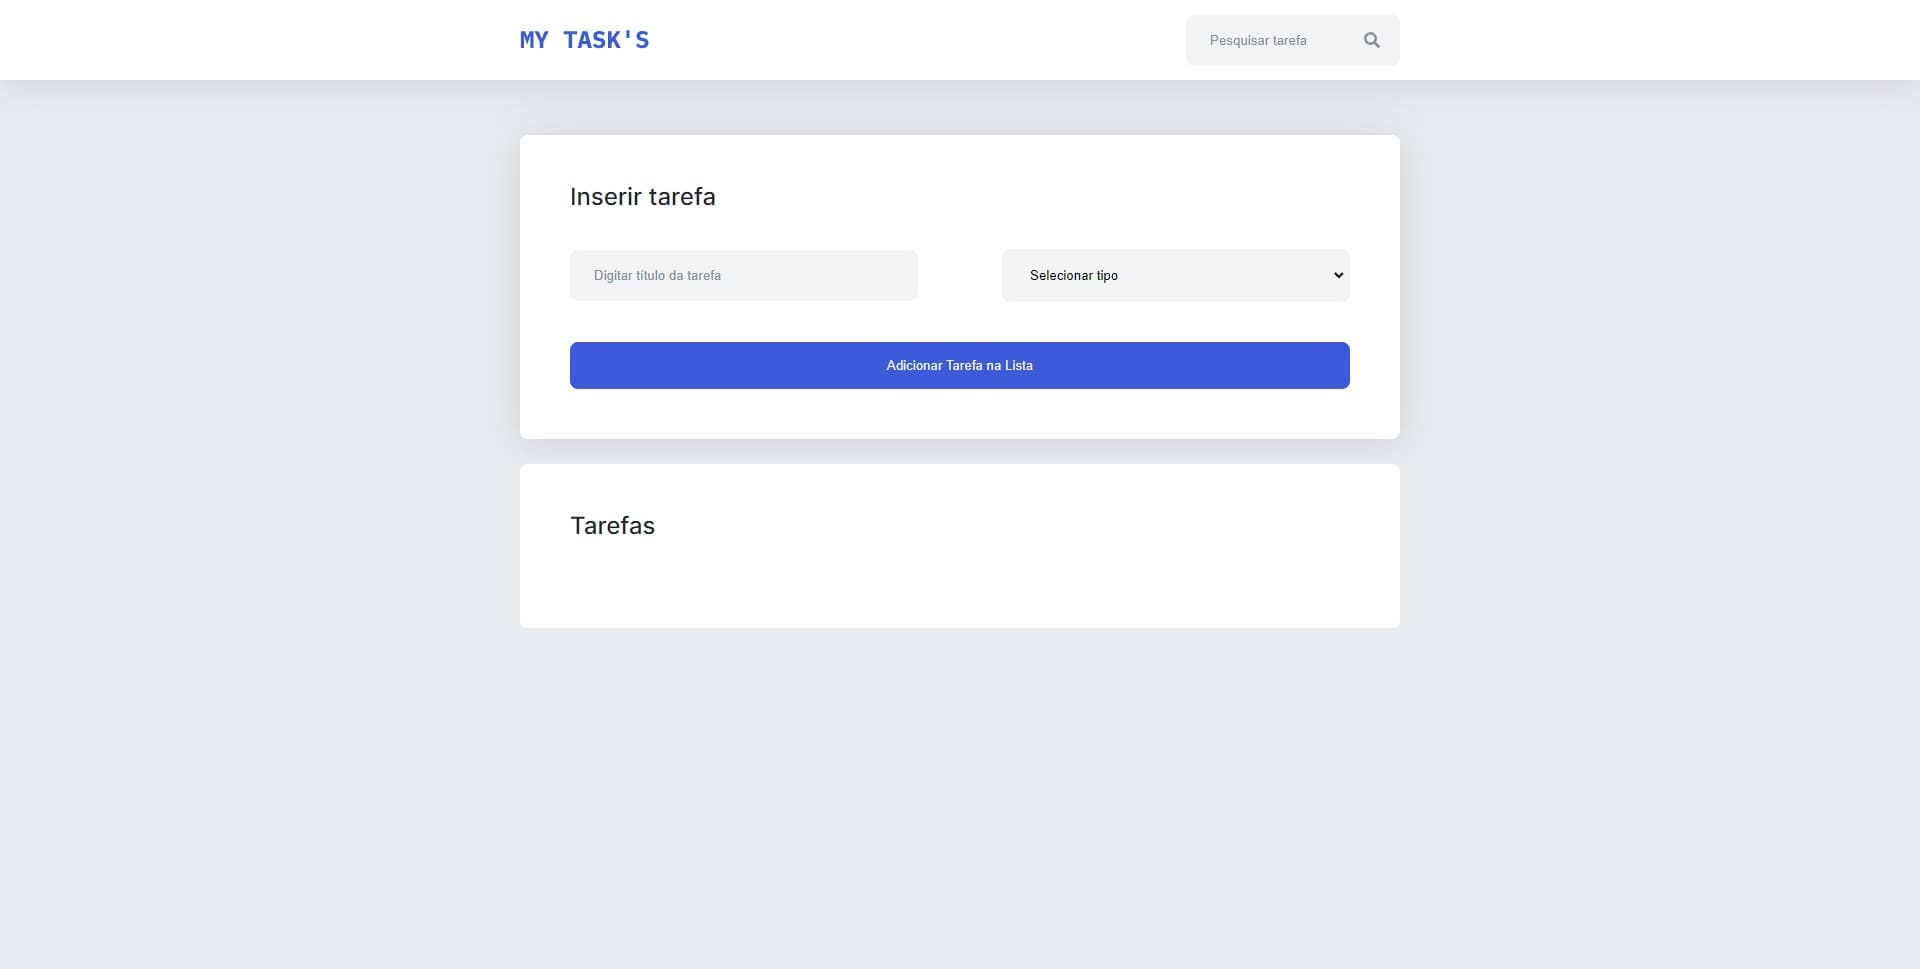 MY TASK'S
Pesquisar tarefa
Inserir tarefa
Digitar título da tarefa
Selecionar tipo
Adicionar Tarefa na Lista
Tarefas